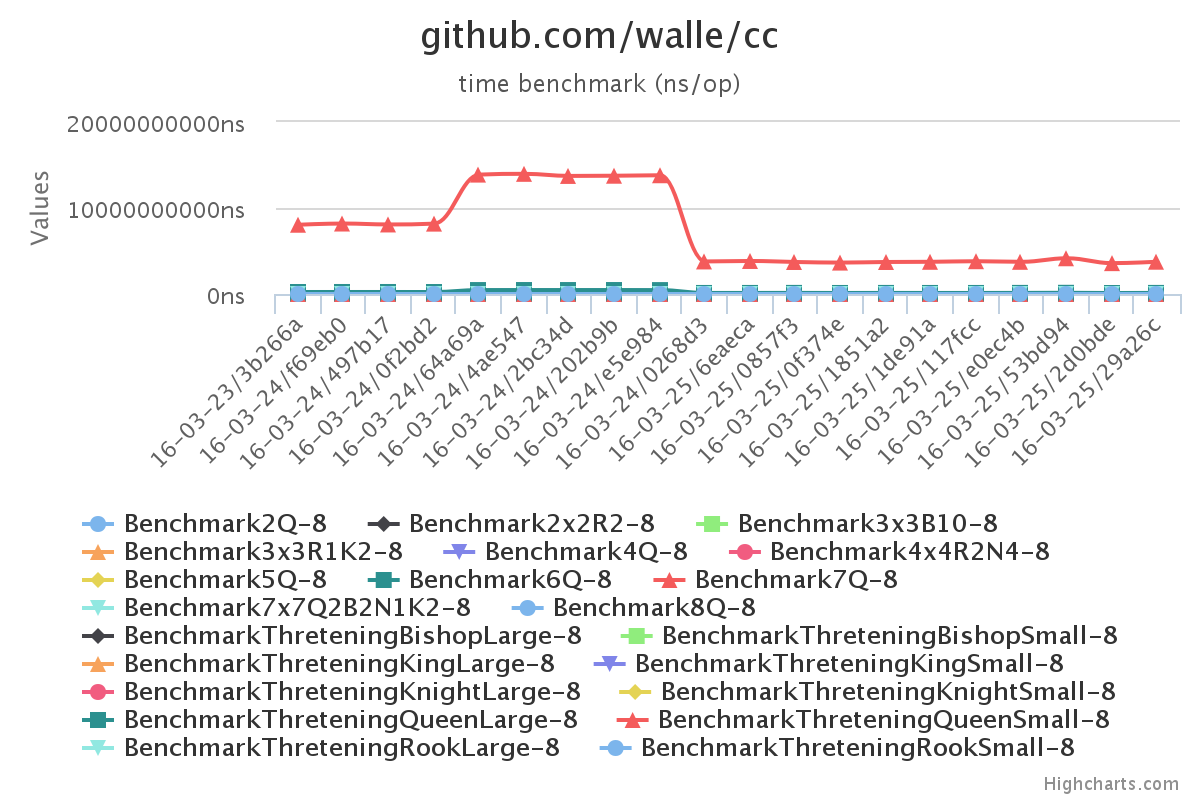 github.com/walle/cc
time benchmark (ns/op)
Values
20000000000ns
10000000000ns
0ns
16-03-23/3b266a
16-03-24/f69eb0
16-03-24/497b17
16-03-24/0f2bd2
16-03-24/64a69a
16-03-24/4ae547
16-03-24/2bc34d
16-03-24/202b9b
16-03-24/e5e984
16-03-24/0268d3
16-03-25/6eaeca
16-03-25/0857f3
16-03-25/0f374e
16-03-25/1851a2
16-03-25/1de91a
16-03-25/117fcc
16-03-25/e0ec4b
16-03-25/53bd94
16-03-25/2d0bde
16-03-25/29a26c
Benchmark2Q-8 Benchmark2x2R2-8 Benchmark3x3B10-8
Benchmark3x3R1K2-8 Benchmark4Q-8 Benchmark4x4R2N4-8
Benchmark5Q-8 Benchmark6Q-8 Benchmark7Q-8
Benchmark7x7Q2B2N1K2-8 Benchmark8Q-8
BenchmarkThreteningBishopLarge-8 BenchmarkThreteningBishopSmall-8
BenchmarkThreteningKingLarge-8 BenchmarkThreteningKingSmall-8
BenchmarkThreteningKnightLarge-8 BenchmarkThreteningKnightSmall-8
BenchmarkThreteningQueenLarge-8 BenchmarkThreteningQueenSmall-8
BenchmarkThreteningRookLarge-8 BenchmarkThreteningRookSmall-8
Highcharts.com